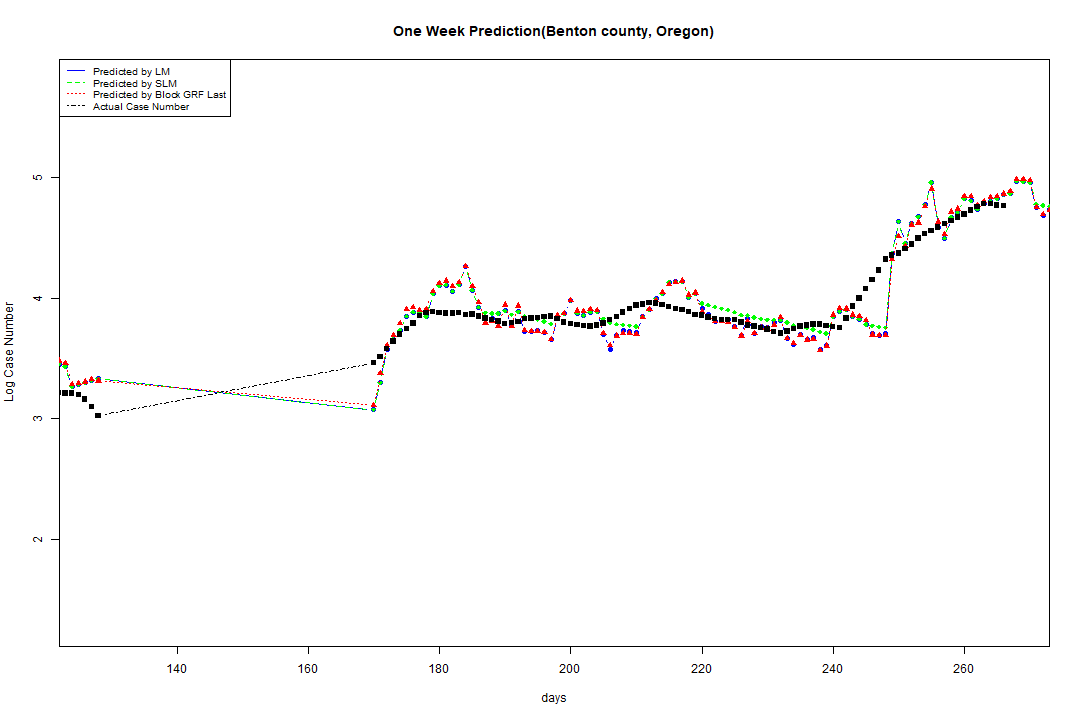 One Week Prediction(Benton county, Oregon)
Predicted by LM
Predicted by SLM
Predicted by Block GRF Last
Actual Case Number
5
4
3
2
Log Case Number
140 160 180 200 220 240 260
days